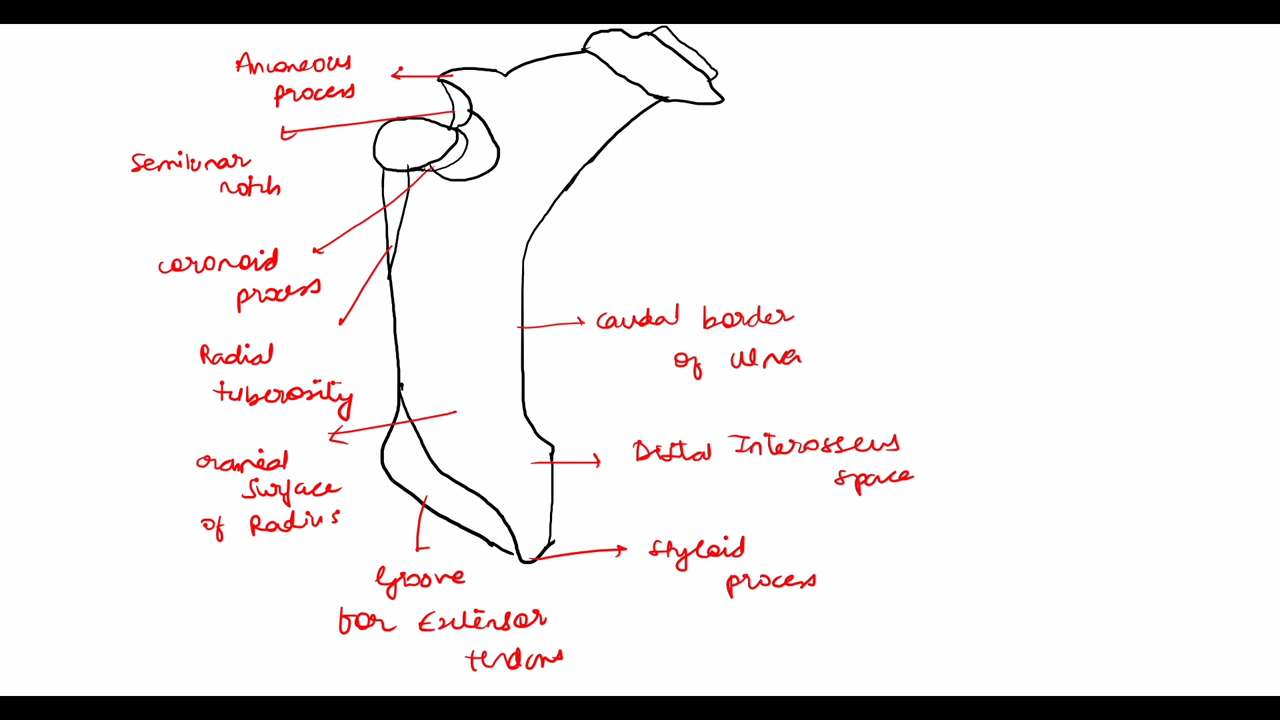 Anconeous
process
Semilunar
notch
coronoid
process
Radial
tuberosity
cranial
surface
of Radius
Groove
for Extensor
tendons
caudal border
of ulna
Distal Interosseus
space
styloid
process